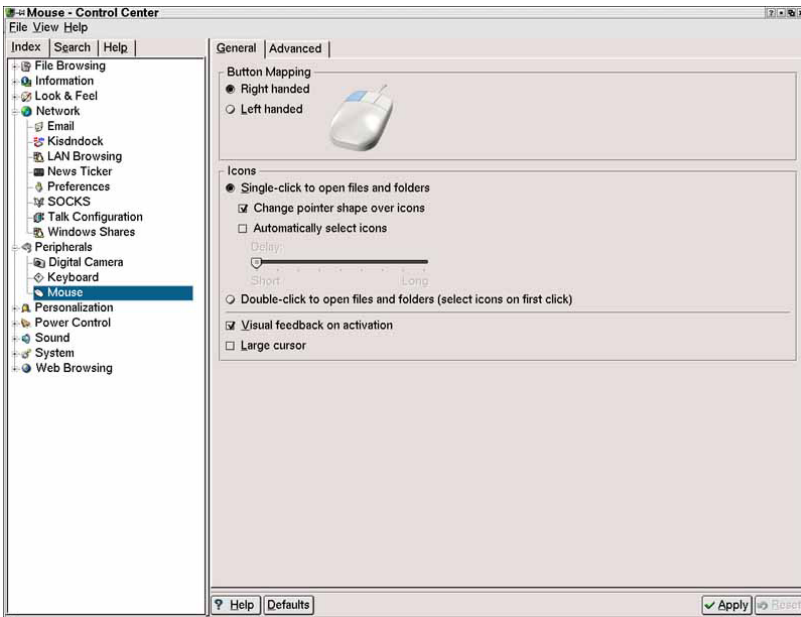 Mouse - Control Center
File View Help
Index Search Help
File Browsing
Information
Look & Feel
Network
Email
Kisdndock
LAN Browsing
News Ticker
Preferences
SOCKS
Talk Configuration
Windows Shares
Peripherals
Digital Camera
Keyboard
Mouse
Personalization
Power Control
Sound
System
Web Browsing
General Advanced
Button Mapping
Right handed
Left handed
Icons
Single-click to open files and folders
Change pointer shape over icons
Automatically select icons
Delay:
Short Long
Double-click to open files and folders (select icons on first click)
Visual feedback on activation
Large cursor
? Help Defaults Apply Reset